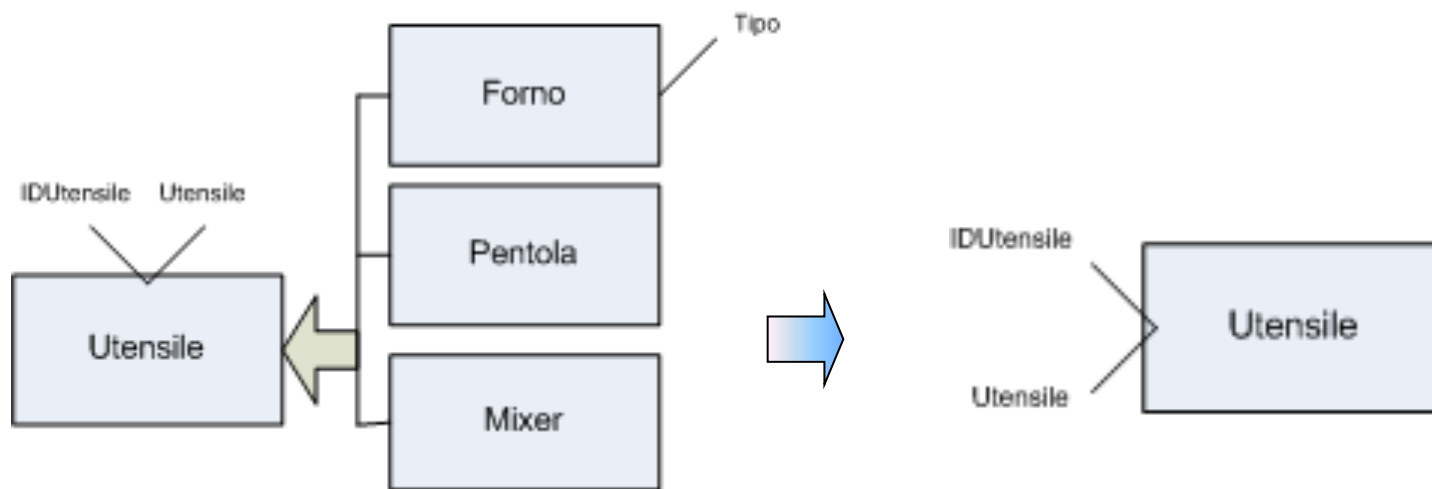 Tipo
Forno
IDUtensile Utensile
Pentola
Utensile
Mixer
IDUtensile
Utensile
Utensile